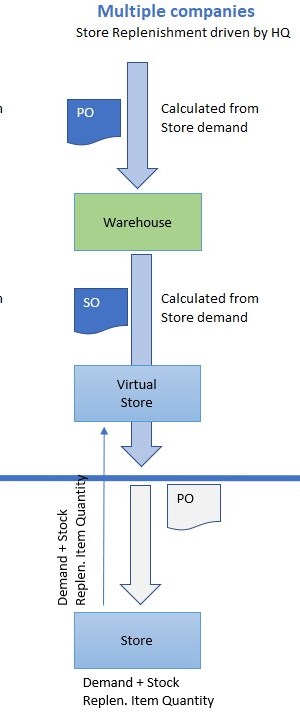 Multiple companies
Store Replenishment driven by HQ
PO
Calculated from
Store demand
Warehouse
SO
Calculated from
Store demand
Virtual
Store
PO
Demand + Stock
Replen. Item Quantity
Store
Demand + Stock
Replen. Item Quantity